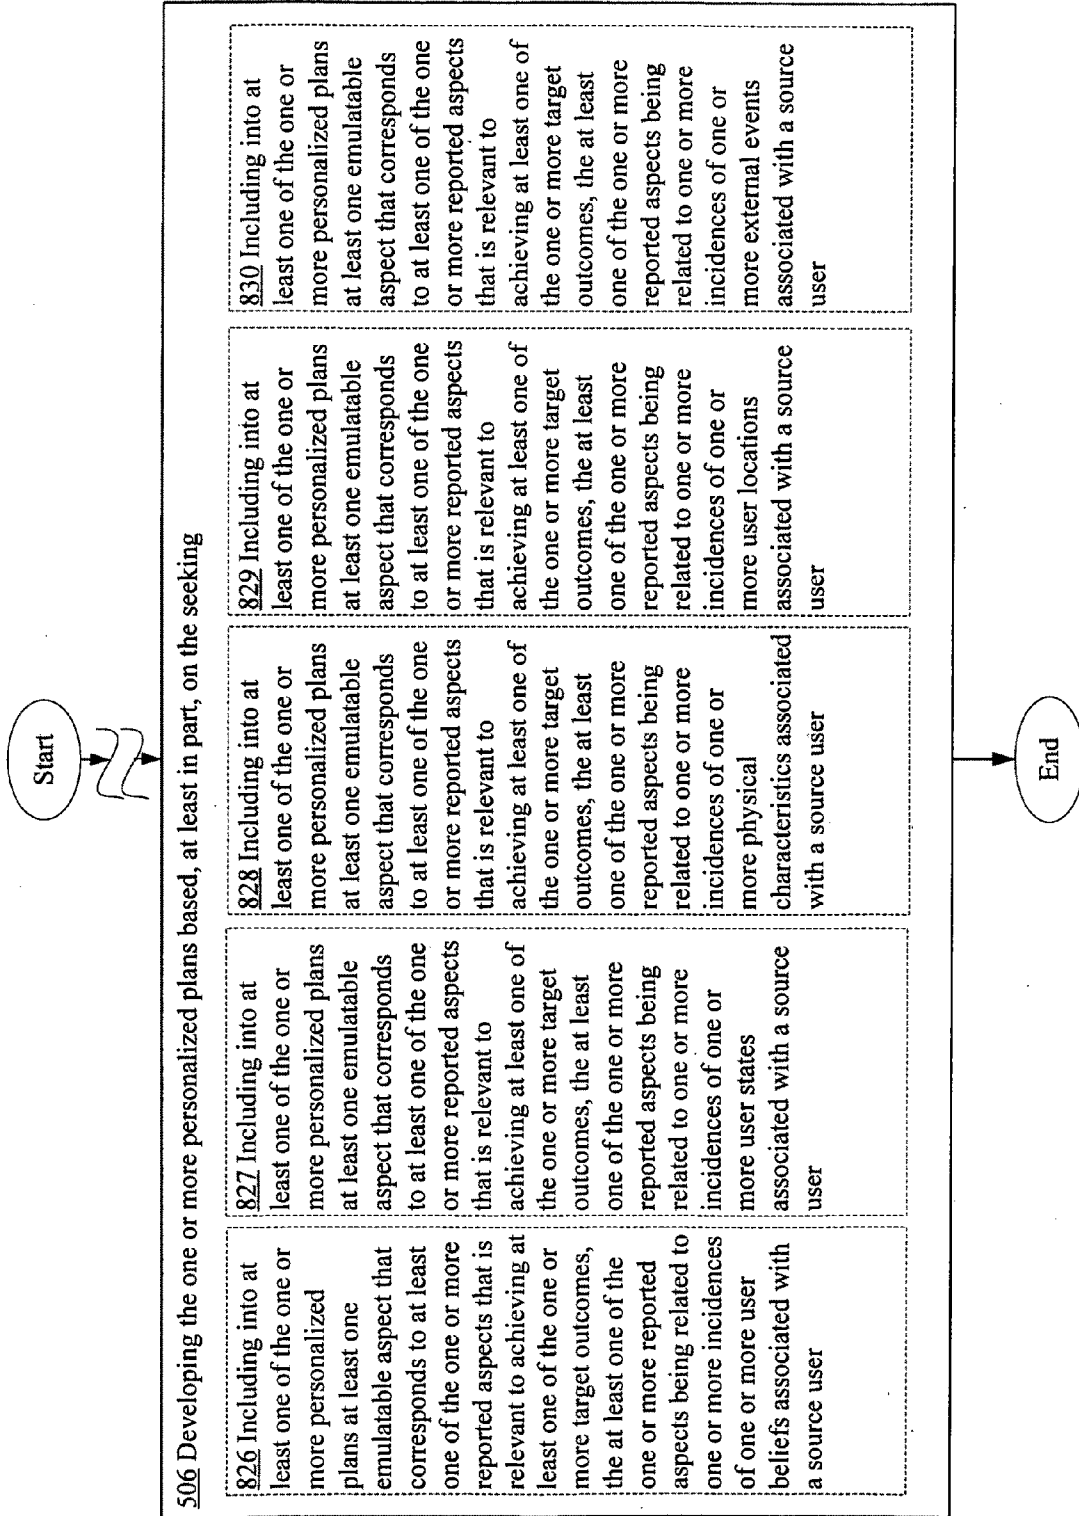 Start
506 Developing the one or more personalized plans based, at least in part, on the seeking
826 Including into at
least one of the one or
more personalized
plans at least one
emulatable aspect that
corresponds to at least
one of the one or more
reported aspects that is
relevant to achieving at
least one of the one or
more target outcomes,
the at least one of the
one or more reported
aspects being related to
one or more incidences
of one or more user
beliefs associated with
a source user
827 Including into at
least one of the one or
more personalized plans
at least one emulatable
aspect that corresponds
to at least one of the one
or more reported aspects
that is relevant to
achieving at least one of
the one or more target
outcomes, the at least
one of the one or more
reported aspects being
related to one or more
incidences of one or
more user states
associated with a source
user
828 Including into at
least one of the one or
more personalized plans
at least one emulatable
aspect that corresponds
to at least one of the one
or more reported aspects
that is relevant to
achieving at least one of
the one or more target
outcomes, the at least
one of the one or more
reported aspects being
related to one or more
incidences of one or
more physical
characteristics associated
with a source user
829 Including into at
least one of the one or
more personalized plans
at least one emulatable
aspect that corresponds
to at least one of the one
or more reported aspects
that is relevant to
achieving at least one of
the one or more target
outcomes, the at least
one of the one or more
reported aspects being
related to one or more
incidences of one or
more user locations
associated with a source
user
830 Including into at
least one of the one or
more personalized plans
at least one emulatable
aspect that corresponds
to at least one of the one
or more reported aspects
that is relevant to
achieving at least one of
the one or more target
outcomes, the at least
one of the one or more
reported aspects being
related to one or more
incidences of one or
more external events
associated with a source
user
End